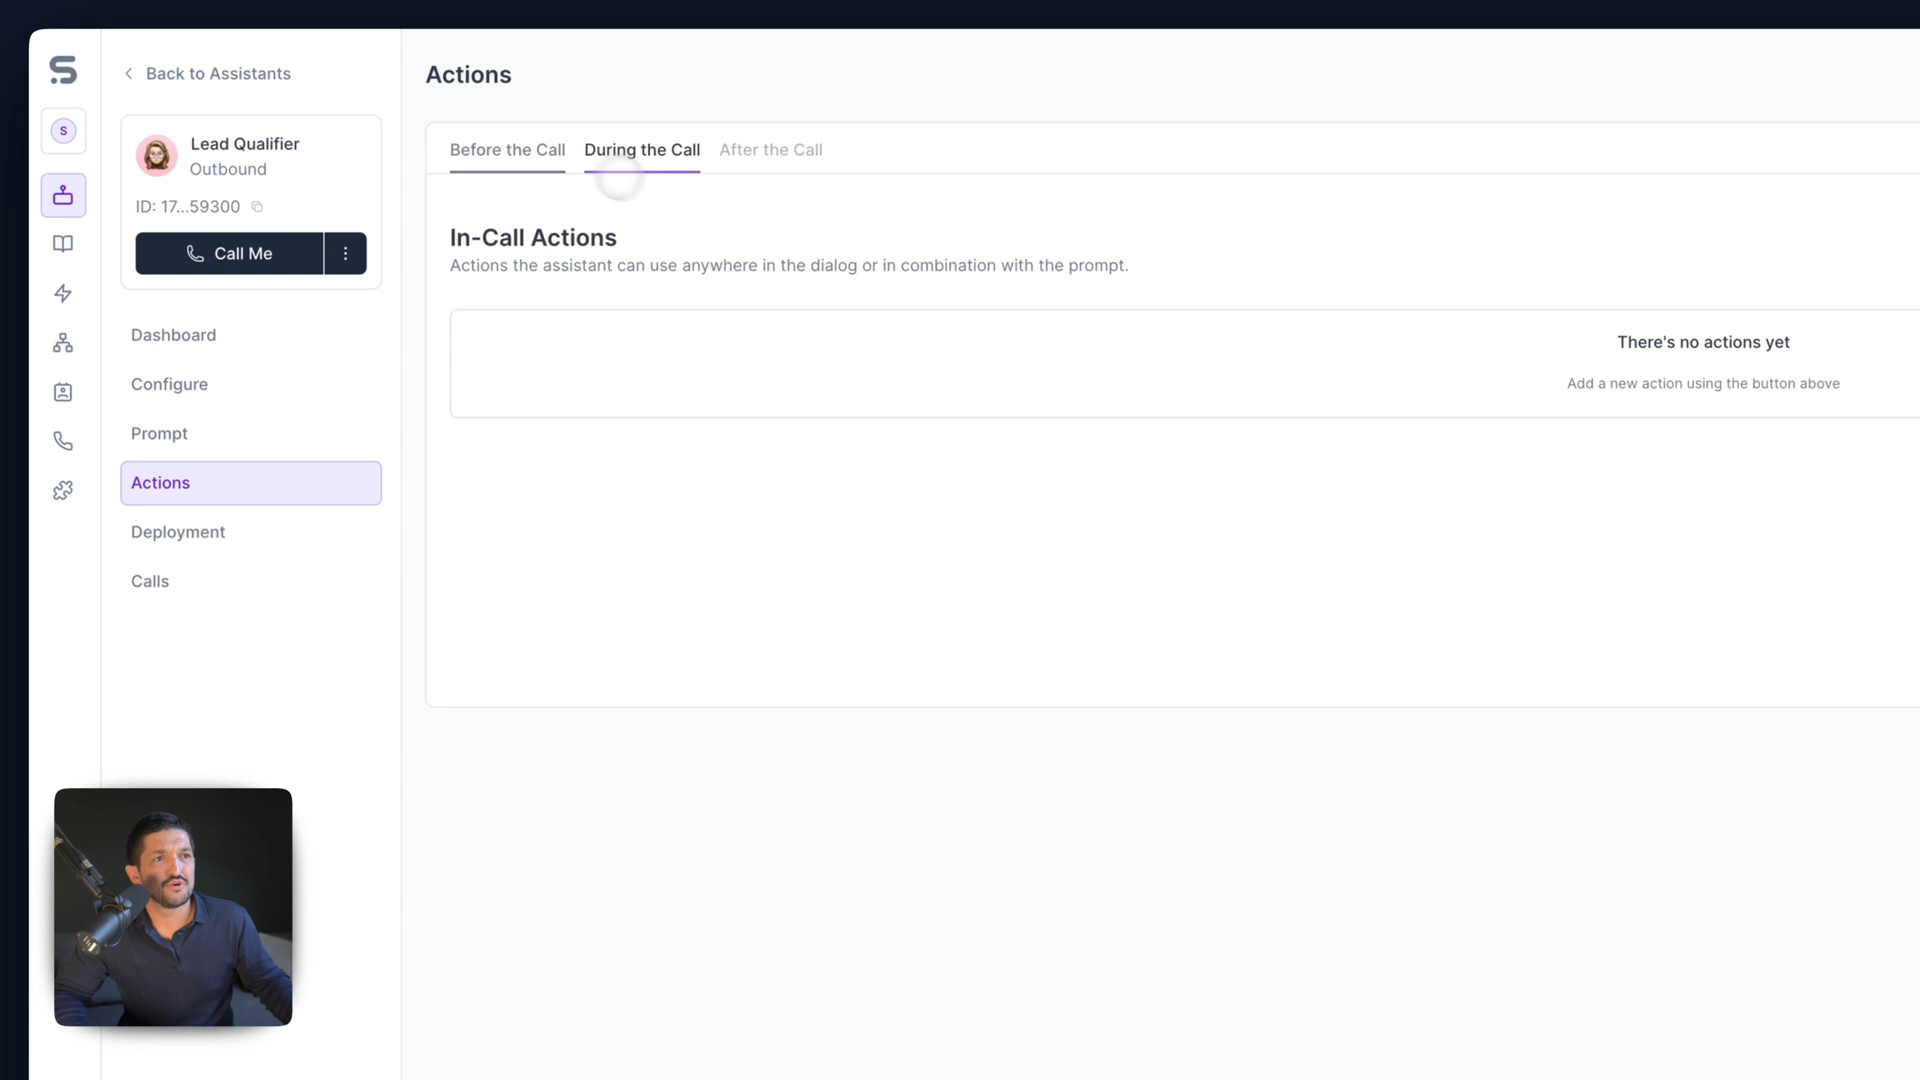 Back to Assistants
Actions
S
Lead Qualifier
Outbound
ID: 17...59300
Call Me
Before the Call
During the Call
After the Call
In-Call Actions
Actions the assistant can use anywhere in the dialog or in combination with the prompt.
There's no actions yet
Add a new action using the button above
Dashboard
Configure
Prompt
Actions
Deployment
Calls